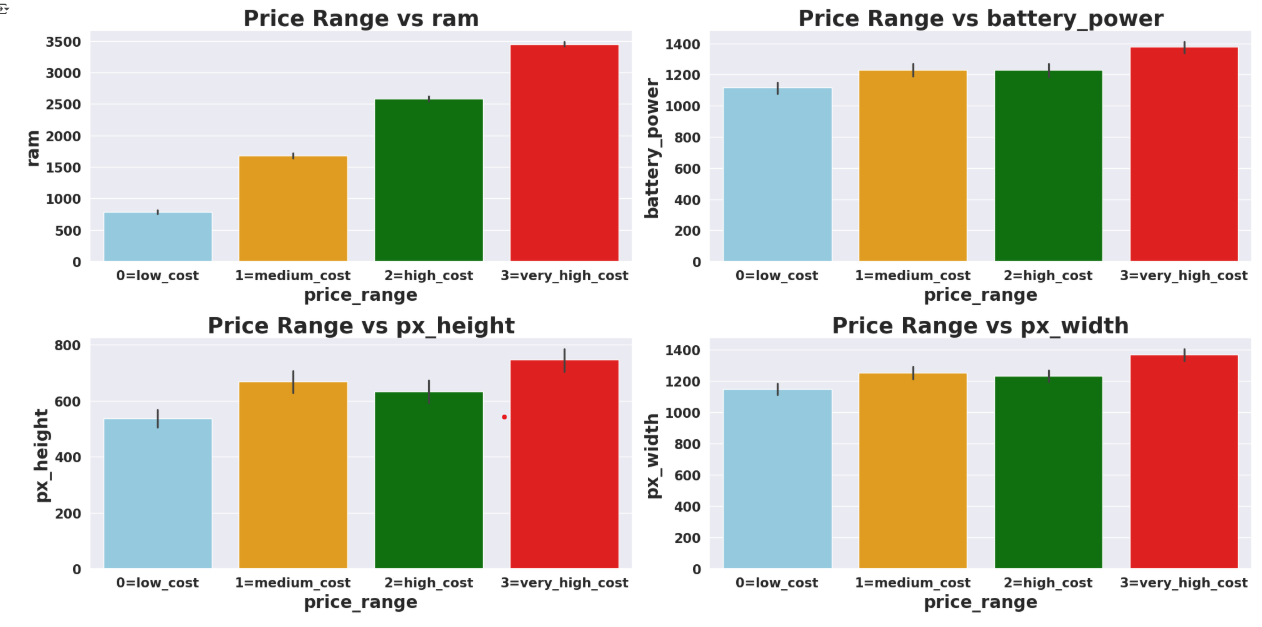 Price Range vs ram
3500
3000
2500
2000
1500
1000
500
0
ram
0=low_cost 1=medium_cost 2=high_cost 3=very_high_cost
price_range
Price Range vs battery_power
1400
1200
1000
800
600
400
200
0
battery_power
0=low_cost 1=medium_cost 2=high_cost 3=very_high_cost
price_range
Price Range vs px_height
800
600
400
200
0
px_height
0=low_cost 1=medium_cost 2=high_cost 3=very_high_cost
price_range
Price Range vs px_width
1400
1200
1000
800
600
400
200
0
px_width
0=low_cost 1=medium_cost 2=high_cost 3=very_high_cost
price_range